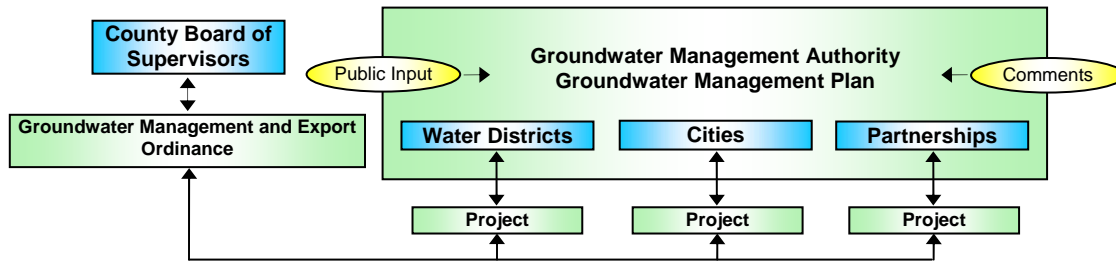 County Board of
Supervisors
Groundwater Management and Export
Ordinance
Public Input
Groundwater Management Authority
Groundwater Management Plan
Comments
Water Districts
Cities
Partnerships
Project
Project
Project